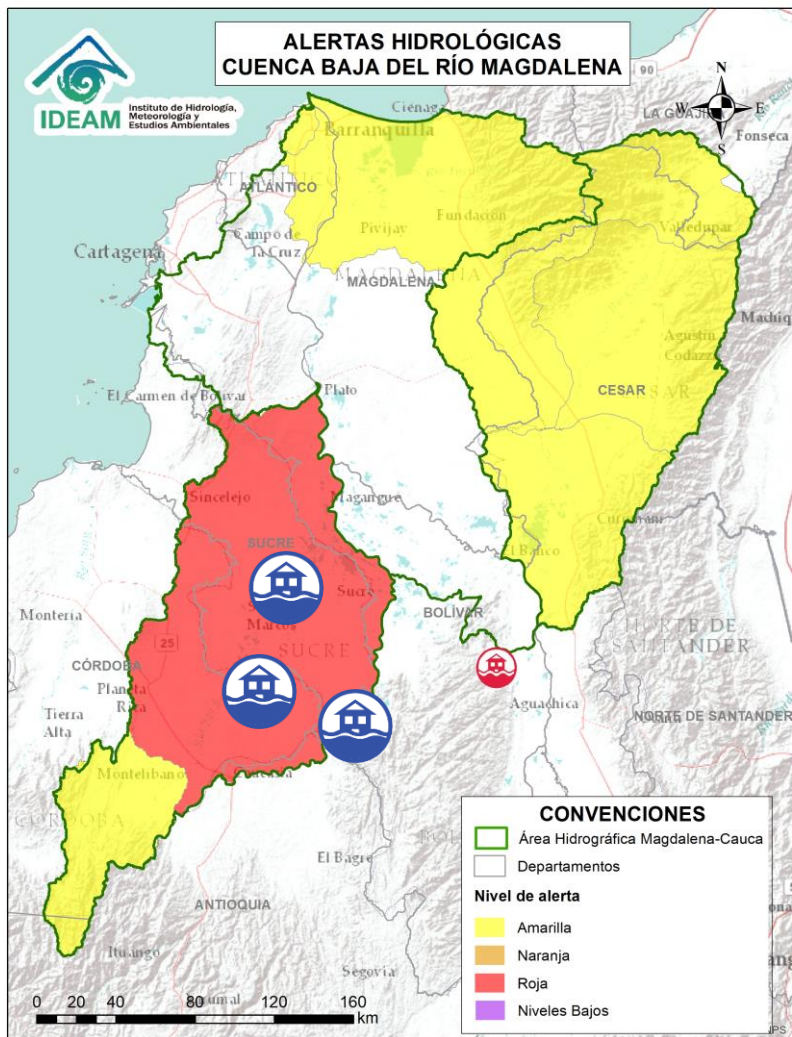 ALERTAS HIDROLÓGICAS
CUENCA BAJA DEL RÍO MAGDALENA
IDEAM
Instituto de Hidrología,
Meteorología y
Estudios Ambientales
N
W
E
S
90
Ciénaga
LA GUAJIRA
Fonseca
Barranquilla
ATLÁNTICO
Pivijay
Fundación
Valledupar
Cartagena
Campo de
la Cruz
MAGDALENA
MAGDALENA
Agustín
Codazzi
CESAR
El Carmen de Bolívar
Plato
Sincelejo
Magangué
Curumaní
SUCRE
El Banco
Sucre
BOLÍVAR
Marcos
SUCRE
NORTE DE
SANTANDER
Montería
25
CÓRDOBA
Planeta
Rica
Aguachica
Tierra
Alta
NORTE DE SANTANDER
Montelíbano
CÓRDOBA
El Bagre
ANTIOQUIA
Ituango
Segovia
0 20 40 80 120 160
km
CONVENCIONES
Área Hidrográfica Magdalena-Cauca
Departamentos
Nivel de alerta
Amarilla
Naranja
Roja
Niveles Bajos